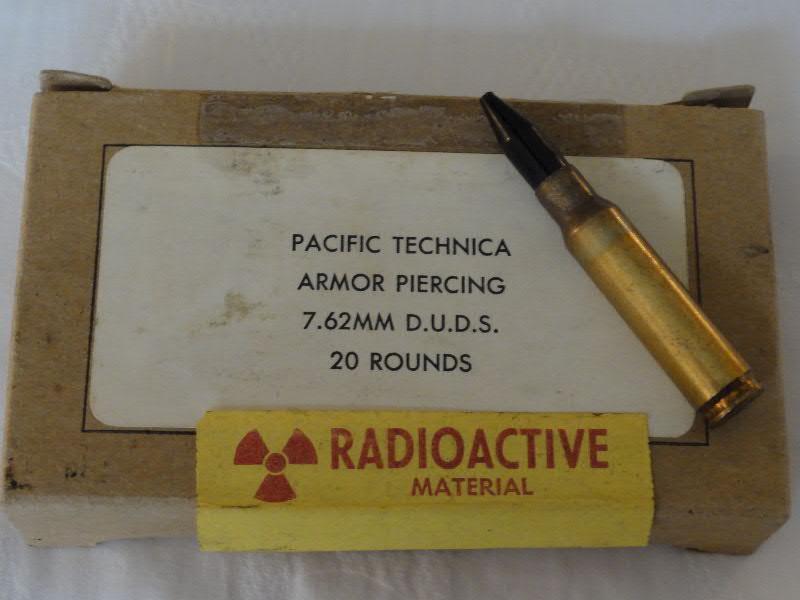 PACIFIC TECHNICA
ARMOR PIERCING
7.62MM D.U.D.S.
20 ROUNDS
RADIOACTIVE
MATERIAL